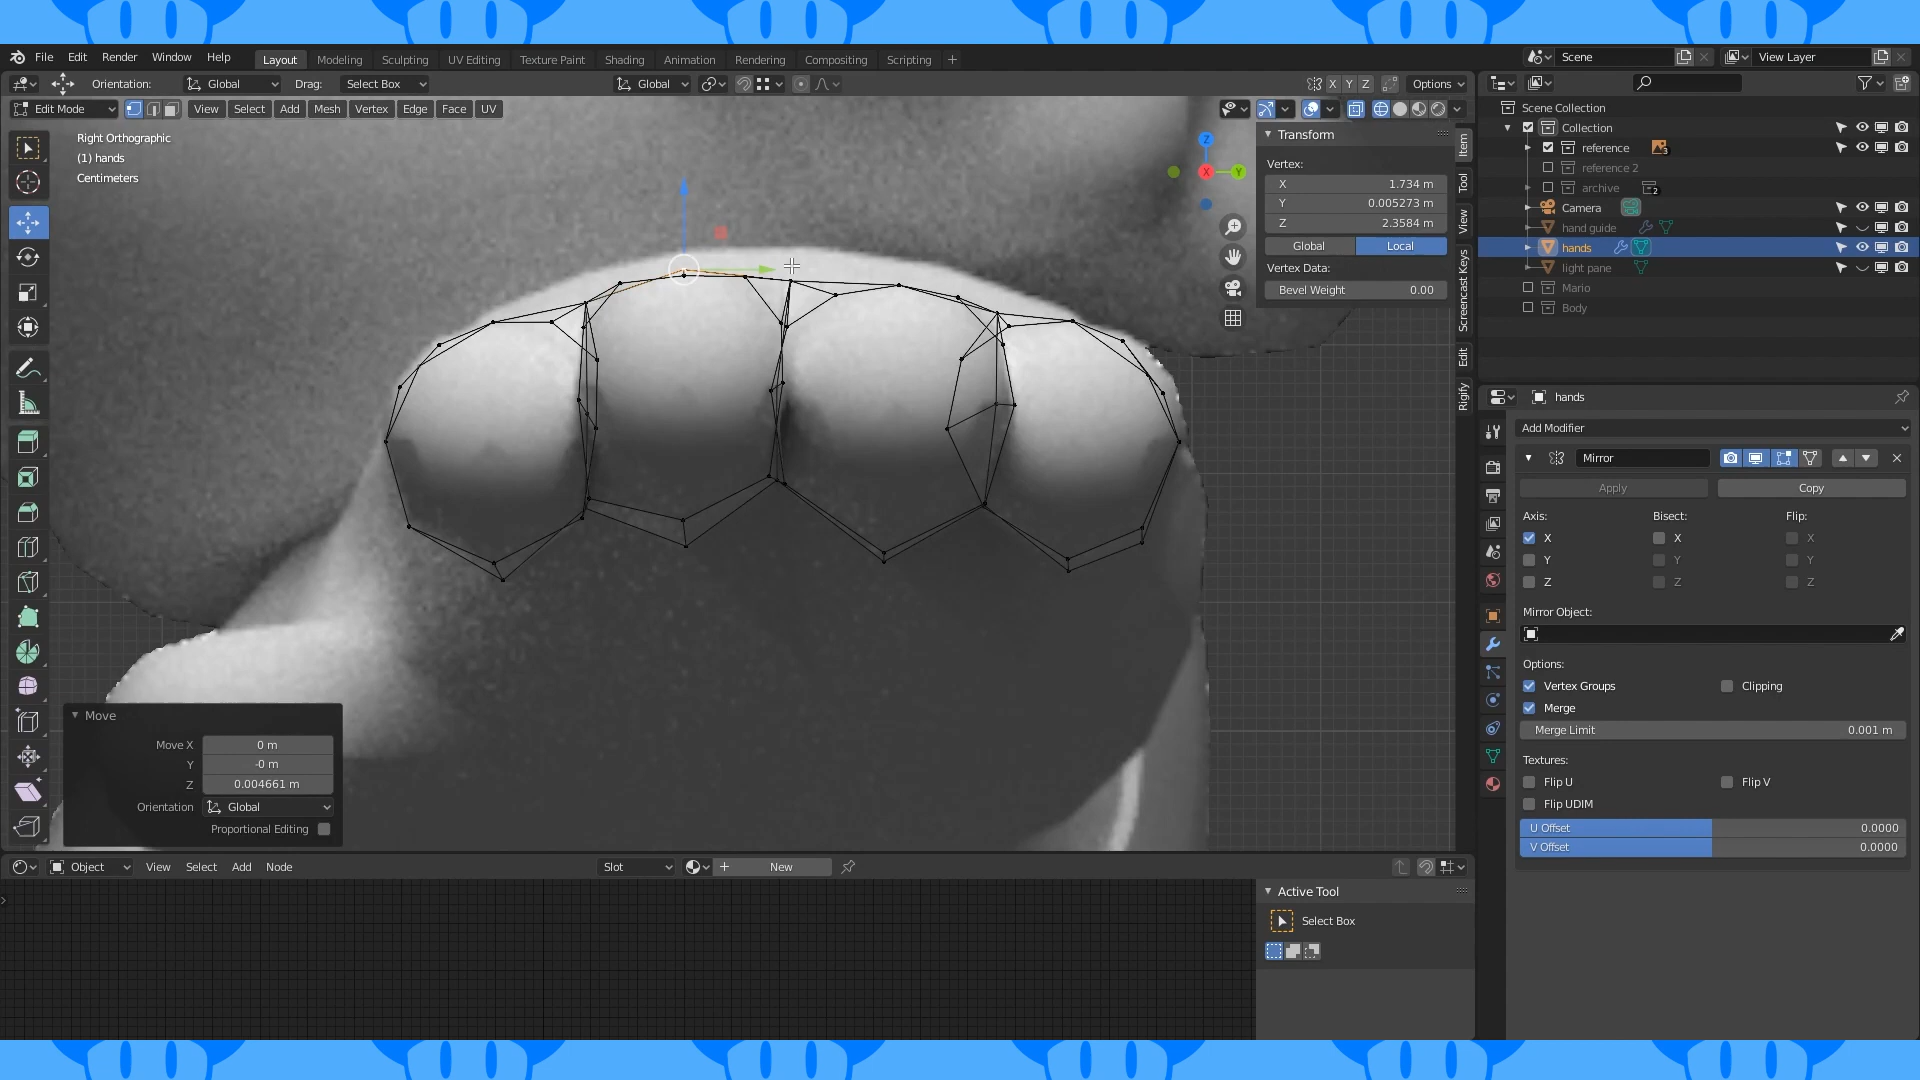 File Edit Render Window Help Layout Modeling Sculpting UV Editing Texture Paint Shading Animation Rendering Compositing Scripting + Scene View Layer
Orientation: Global Drag: Select Box Global X Y Z Options
Edit Mode View Select Add Mesh Vertex Edge Face UV
Right Orthographic
(1) hands
Centimeters
Z
X
Y
Transform
Vertex:
X 1.734 m
Y 0.005273 m
Z 2.3584 m
Global Local
Vertex Data:
Bevel Weight 0.00
Item
Tool
View
Screencast Keys
Edit
Rigify
Scene Collection
Collection
reference 3
reference 2
archive 2
Camera
hand guide
hands
light pane
Mario
Body
hands
Add Modifier
Mirror
Apply Copy
Axis: Bisect: Flip:
X X X
Y Y Y
Z Z Z
Mirror Object:
Options:
Vertex Groups Clipping
Merge
Merge Limit 0.001 m
Textures:
Flip U Flip V
Flip UDIM
U Offset 0.0000
V Offset 0.0000
Move
Move X 0 m
Y -0 m
Z 0.004661 m
Orientation Global
Proportional Editing
Object View Select Add Node Slot + New
Active Tool
Select Box